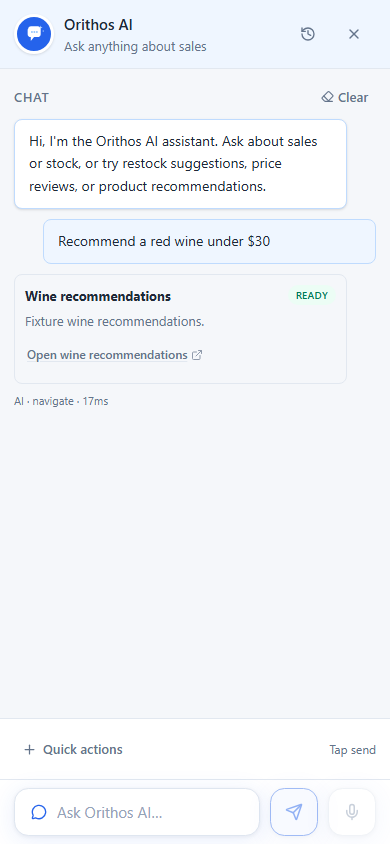 Orithos AI
Ask anything about sales
CHAT
Clear
Hi, I'm the Orithos AI assistant. Ask about sales
or stock, or try restock suggestions, price
reviews, or product recommendations.
Recommend a red wine under $30
Wine recommendations
READY
Fixture wine recommendations.
Open wine recommendations
AI · navigate · 17ms
Quick actions
Tap send
Ask Orithos AI...